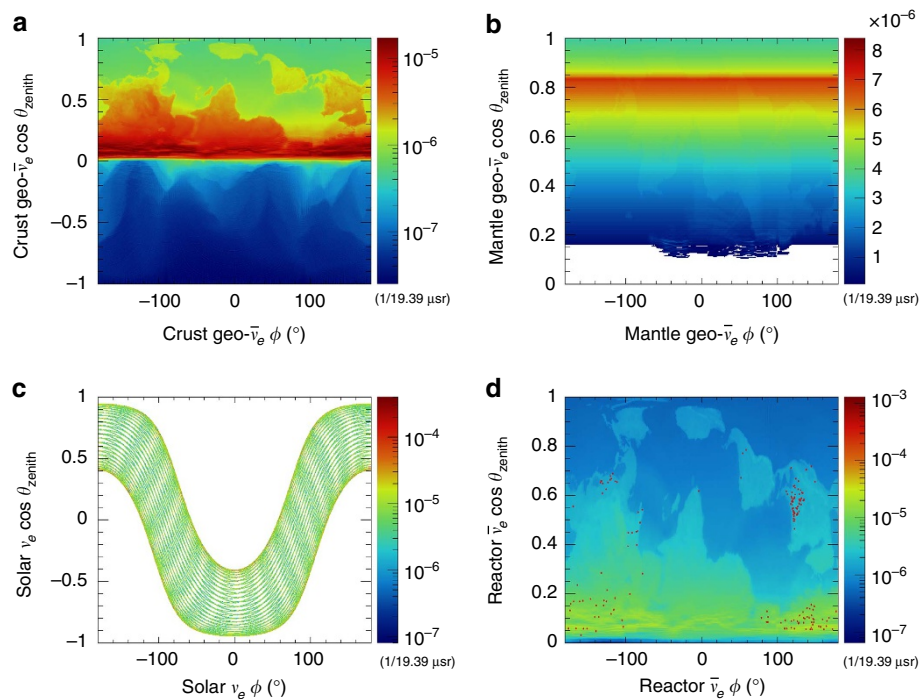 a
1
0.5
0
−0.5
−1
−100 0 100
Crust geo-ν̅e ϕ (°)
Crust geo-ν̅e cos θzenith
10−5
10−6
10−7
(1/19.39 μsr)
b
×10−6
1
0.8
0.6
0.4
0.2
0
−100 0 100
Mantle geo-ν̅e ϕ (°)
Mantle geo-ν̅e cos θzenith
8
7
6
5
4
3
2
1
(1/19.39 μsr)
c
1
0.5
0
−0.5
−1
−100 0 100
Solar νe ϕ (°)
Solar νe cos θzenith
10−4
10−5
10−6
10−7
(1/19.39 μsr)
d
1
0.8
0.6
0.4
0.2
0
−100 0 100
Reactor ν̅e ϕ (°)
Reactor ν̅e cos θzenith
10−3
10−4
10−5
10−6
10−7
(1/19.39 μsr)